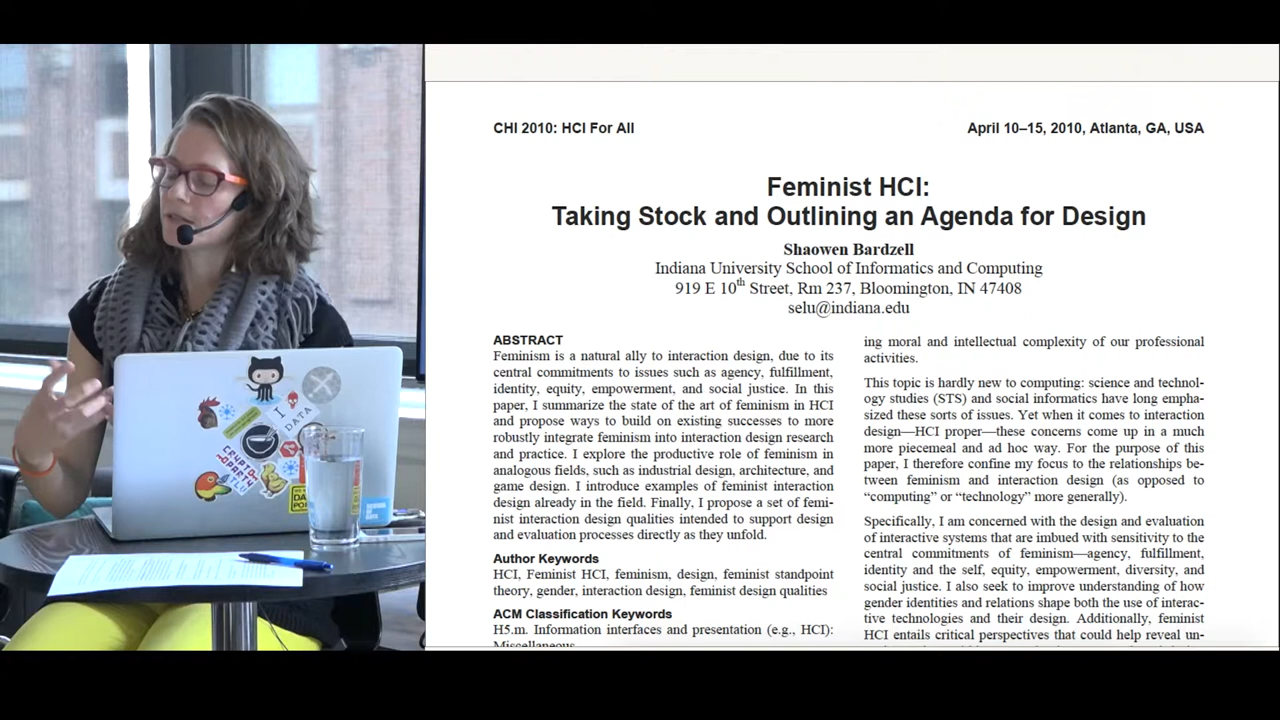 CHI 2010: HCI For All
April 10–15, 2010, Atlanta, GA, USA
Feminist HCI:
Taking Stock and Outlining an Agenda for Design
Shaowen Bardzell
Indiana University School of Informatics and Computing
919 E 10th Street, Rm 237, Bloomington, IN 47408
selu@indiana.edu
ABSTRACT
Feminism is a natural ally to interaction design, due to its
central commitments to issues such as agency, fulfillment,
identity, equity, empowerment, and social justice. In this
paper, I summarize the state of the art of feminism in HCI
and propose ways to build on existing successes to more
robustly integrate feminism into interaction design research
and practice. I explore the productive role of feminism in
analogous fields, such as industrial design, architecture, and
game design. I introduce examples of feminist interaction
design already in the field. Finally, I propose a set of femi-
nist interaction design qualities intended to support design
and evaluation processes directly as they unfold.
Author Keywords
HCI, Feminist HCI, feminism, design, feminist standpoint
theory, gender, interaction design, feminist design qualities
ACM Classification Keywords
H5.m. Information interfaces and presentation (e.g., HCI):
Miscellaneous
ing moral and intellectual complexity of our professional
activities.
This topic is hardly new to computing: science and technol-
ogy studies (STS) and social informatics have long empha-
sized these sorts of issues. Yet when it comes to interaction
design—HCI proper—these concerns come up in a much
more piecemeal and ad hoc way. For the purpose of this
paper, I therefore confine my focus to the relationships be-
tween feminism and interaction design (as opposed to
“computing” or “technology” more generally).
Specifically, I am concerned with the design and evaluation
of interactive systems that are imbued with sensitivity to the
central commitments of feminism—agency, fulfillment,
identity and the self, equity, empowerment, diversity, and
social justice. I also seek to improve understanding of how
gender identities and relations shape both the use of interac-
tive technologies and their design. Additionally, feminist
HCI entails critical perspectives that could help reveal un-
I
DATA
CRYPTO
PARTY
ATL